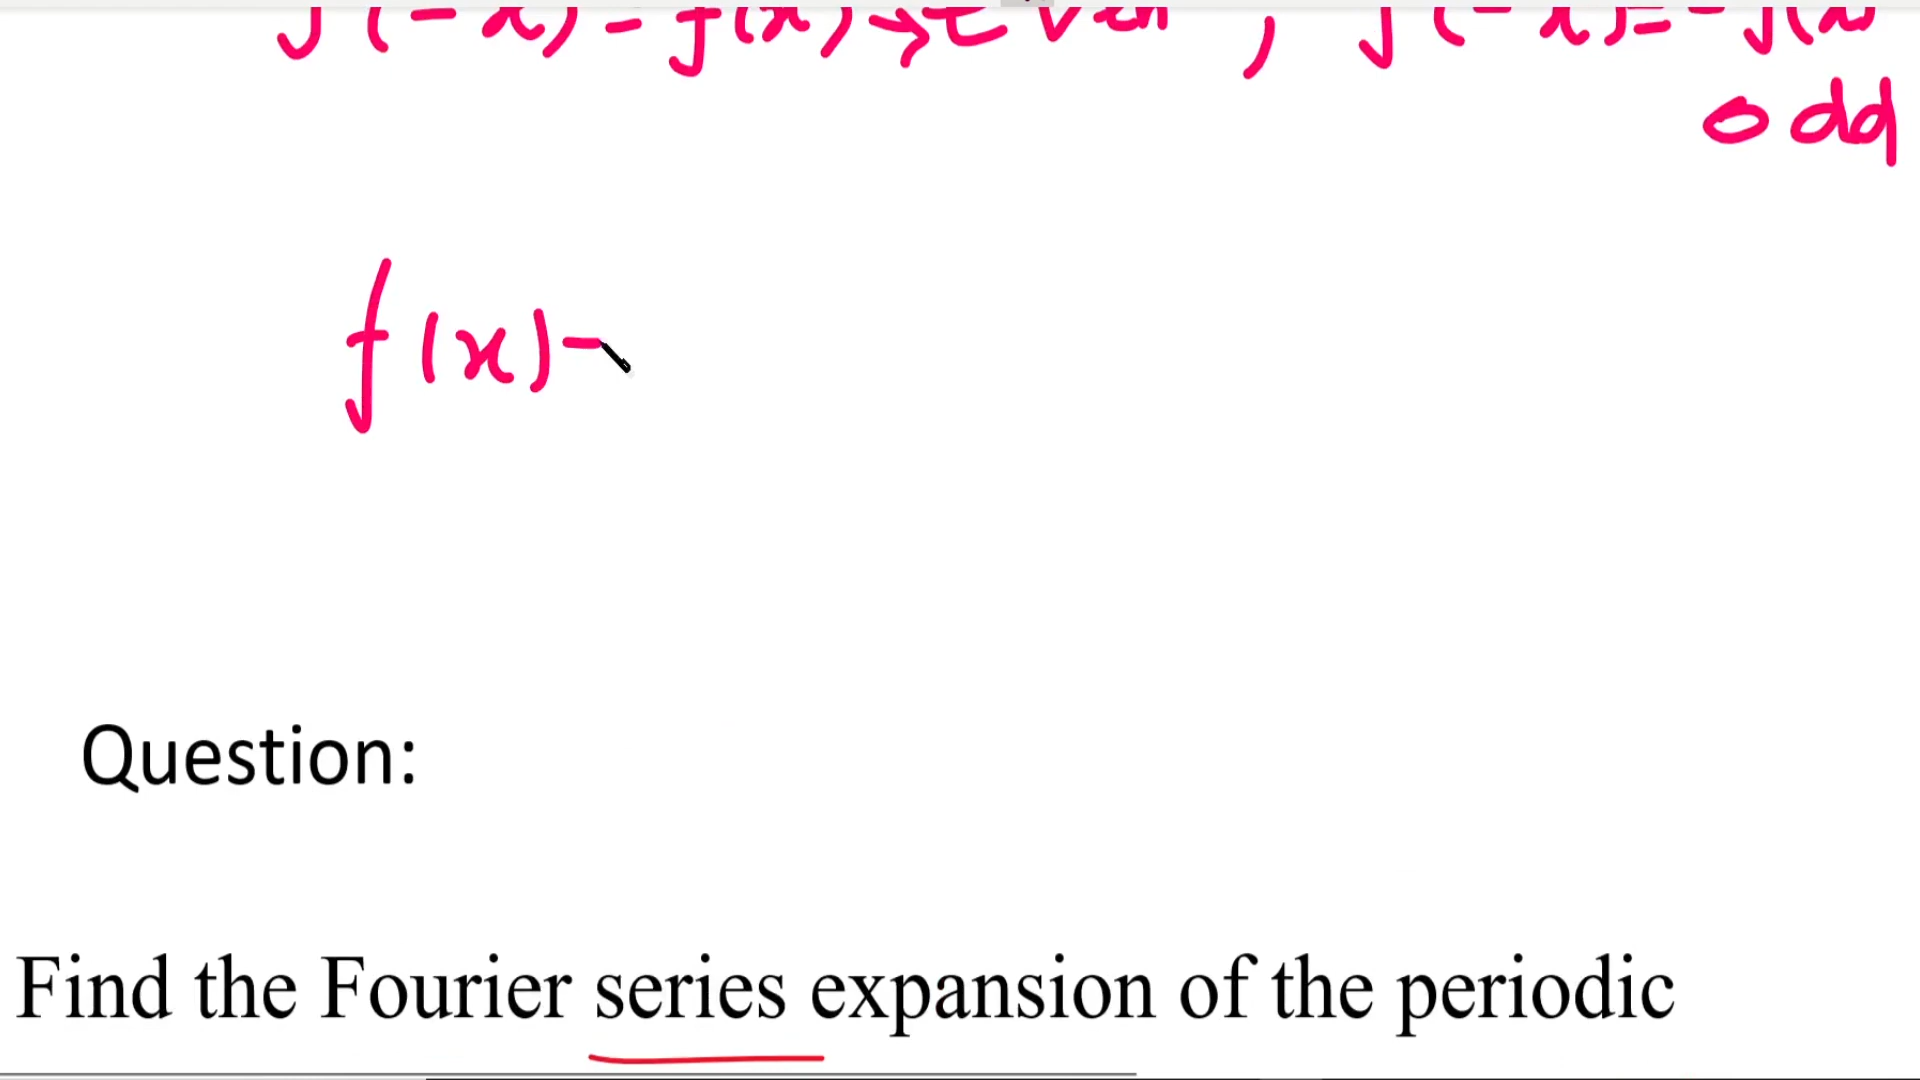 f(-x)=f(x)→Even , f(-x)=-f(x)
odd
f(x)-
Question:
Find the Fourier series expansion of the periodic